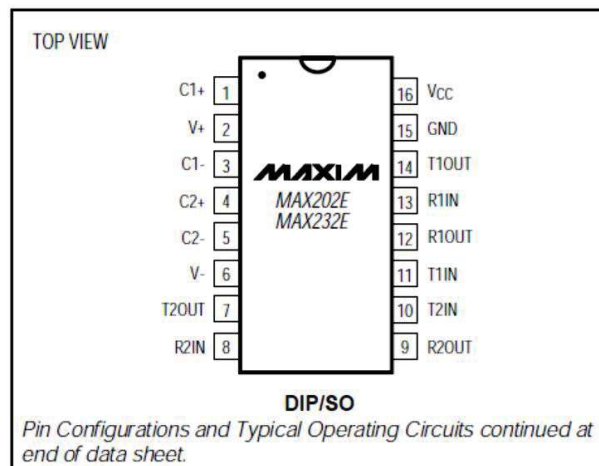 TOP VIEW
C1+ 1
V+ 2
C1- 3
C2+ 4
C2- 5
V- 6
T2OUT 7
R2IN 8
MAXIM
MAX202E
MAX232E
16 VCC
15 GND
14 T1OUT
13 R1IN
12 R1OUT
11 T1IN
10 T2IN
9 R2OUT
DIP/SO
Pin Configurations and Typical Operating Circuits continued at
end of data sheet.